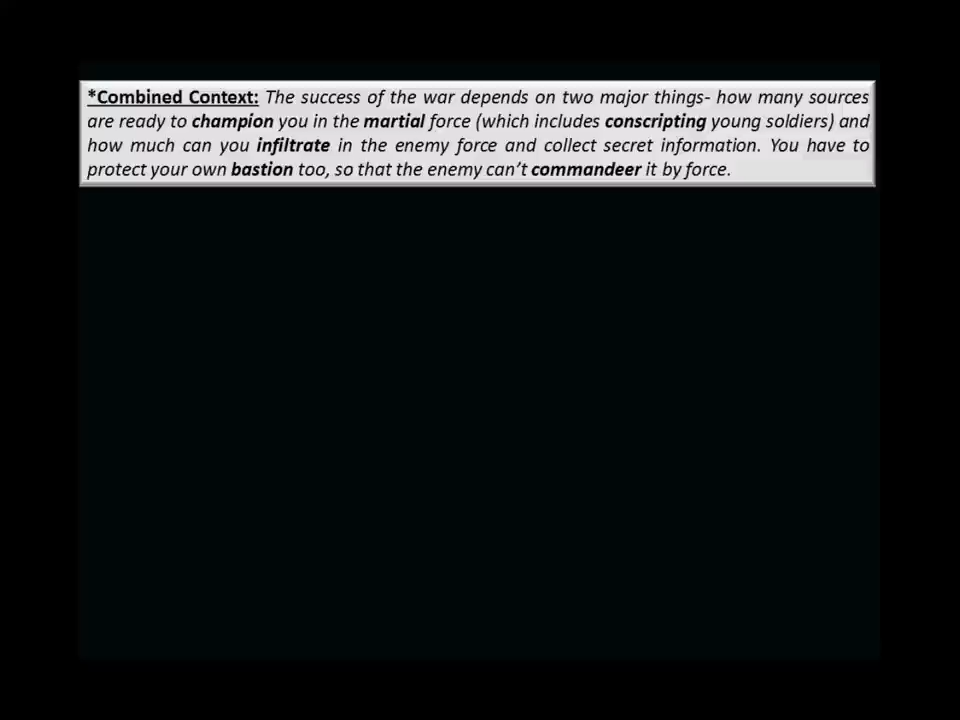 *Combined Context: The success of the war depends on two major things- how many sources
are ready to champion you in the martial force (which includes conscripting young soldiers) and
how much can you infiltrate in the enemy force and collect secret information. You have to
protect your own bastion too, so that the enemy can't commandeer it by force.